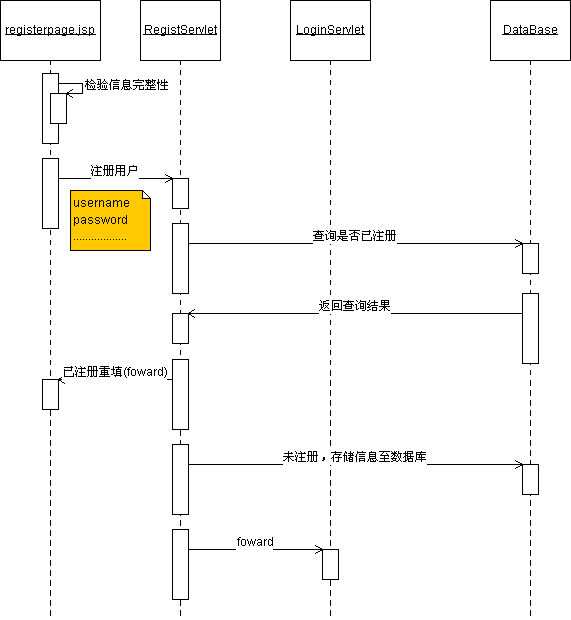 registerpage.jsp
RegistServlet
LoginServlet
DataBase
检验信息完整性
注册用户
username
password
..................
查询是否已注册
返回查询结果
已注册重填(foward)
未注册，存储信息至数据库
foward